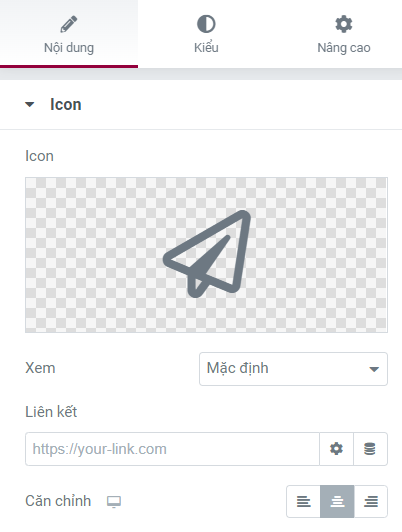 Nội dung
Kiểu
Nâng cao
Icon
Icon
Xem
Mặc định
Liên kết
https://your-link.com
Căn chỉnh